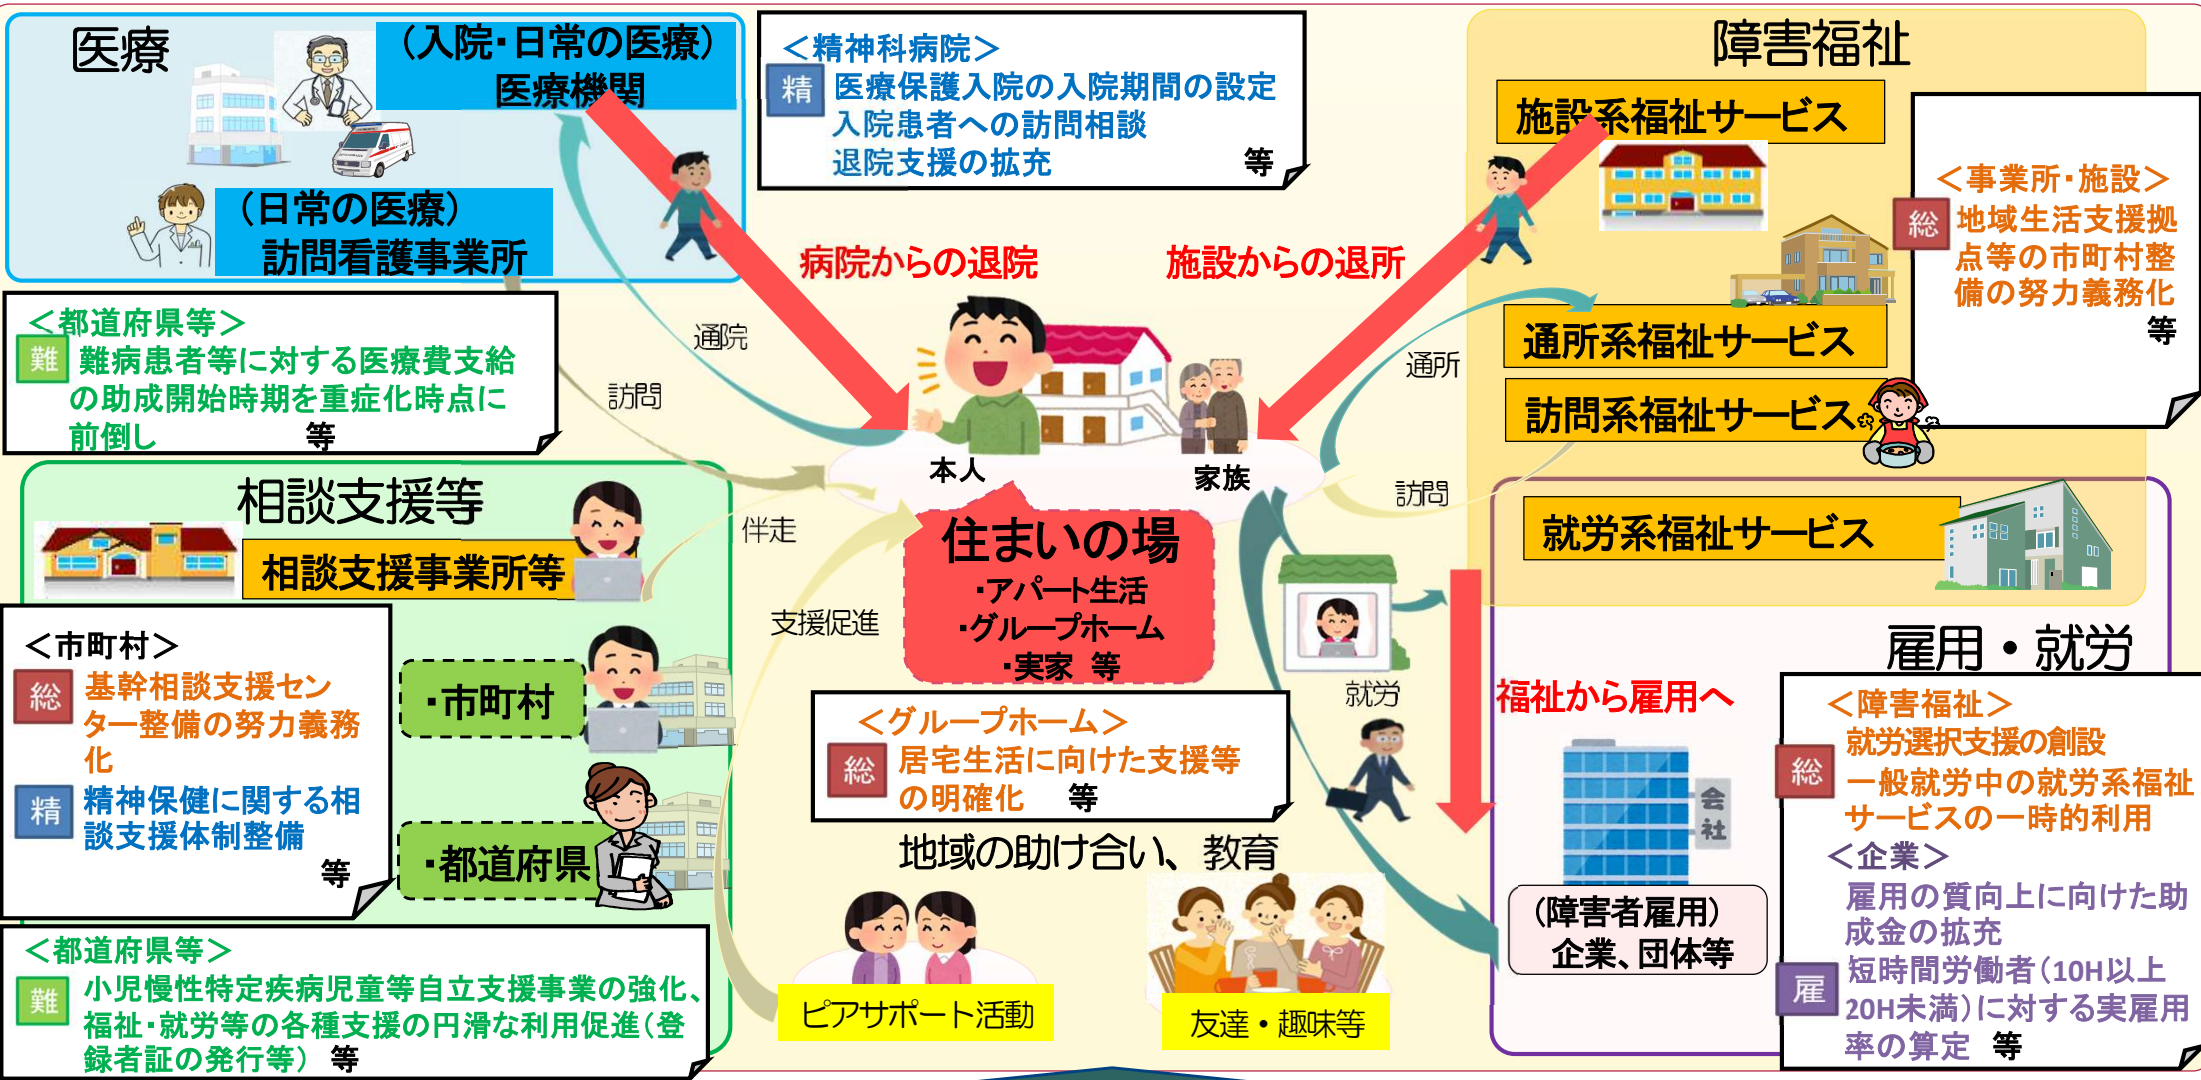 医療
（入院・日常の医療）
医療機関
（日常の医療）
訪問看護事業所
＜精神科病院＞
精
医療保護入院の入院期間の設定
入院患者への訪問相談
退院支援の拡充　等
障害福祉
施設系福祉サービス
＜事業所・施設＞
総
地域生活支援拠
点等の市町村整
備の努力義務化
等
通所系福祉サービス
訪問系福祉サービス
就労系福祉サービス
病院からの退院
施設からの退所
通院
訪問
通所
訪問
＜都道府県等＞
難
難病患者等に対する医療費支給
の助成開始時期を重症化時点に
前倒し　等
本人
家族
住まいの場
・アパート生活
・グループホーム
・実家　等
相談支援等
相談支援事業所等
伴走
支援促進
＜市町村＞
総
基幹相談支援セン
ター整備の努力義務
化
精
精神保健に関する相
談支援体制整備
等
・市町村
・都道府県
＜都道府県等＞
難
小児慢性特定疾病児童等自立支援事業の強化、
福祉・就労等の各種支援の円滑な利用促進（登
録者証の発行等）　等
＜グループホーム＞
総
居宅生活に向けた支援等
の明確化　等
地域の助け合い、教育
ピアサポート活動
友達・趣味等
就労
福祉から雇用へ
雇用・就労
会社
（障害者雇用）
企業、団体等
＜障害福祉＞
総
就労選択支援の創設
一般就労中の就労系福祉
サービスの一時的利用
＜企業＞
雇用の質向上に向けた助
成金の拡充
雇
短時間労働者（10H以上
20H未満）に対する実雇用
率の算定　等